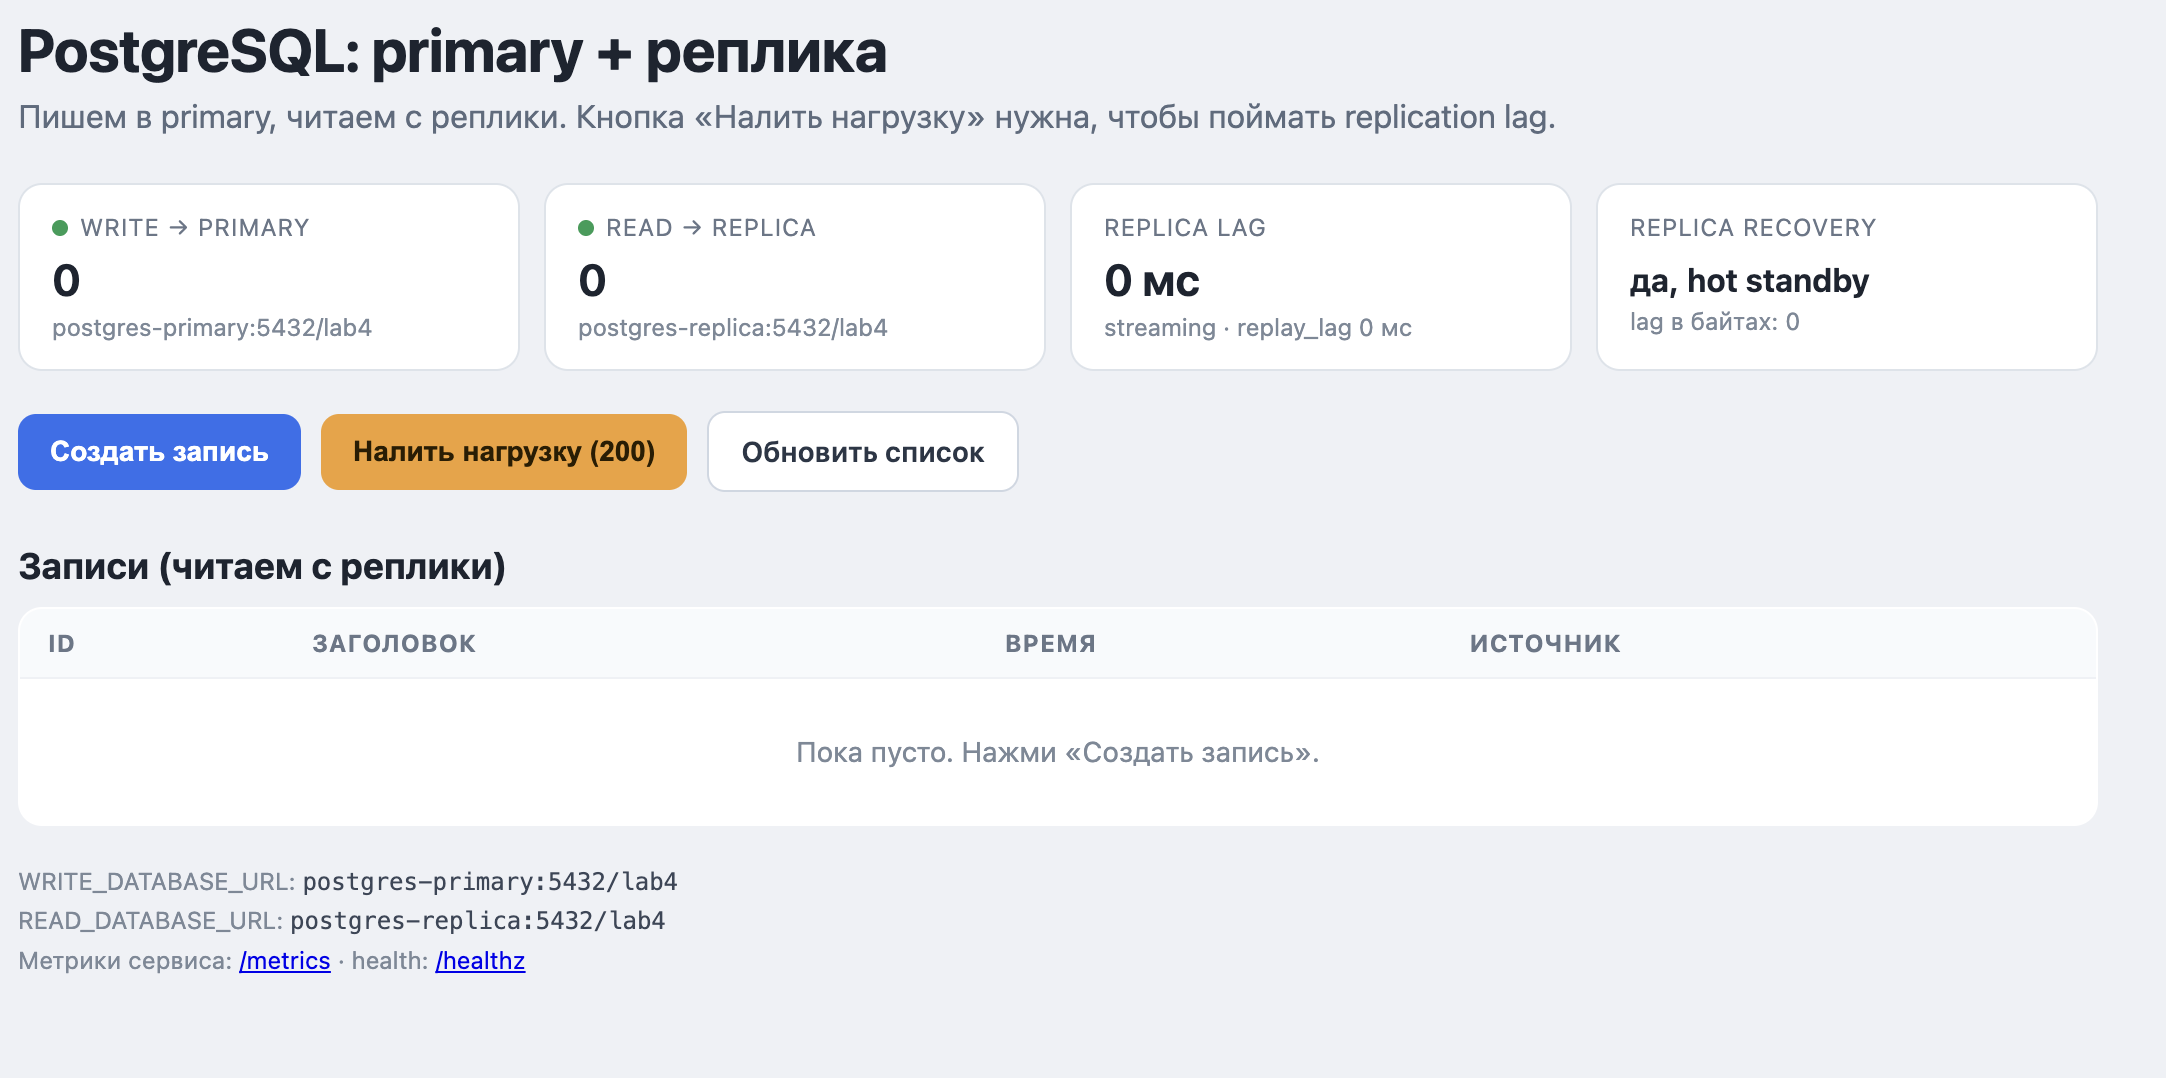 PostgreSQL: primary + реплика
Пишем в primary, читаем с реплики. Кнопка «Налить нагрузку» нужна, чтобы поймать replication lag.
WRITE → PRIMARY
0
postgres-primary:5432/lab4
READ → REPLICA
0
postgres-replica:5432/lab4
REPLICA LAG
0 мс
streaming · replay_lag 0 мс
REPLICA RECOVERY
да, hot standby
lag в байтах: 0
Создать запись
Налить нагрузку (200)
Обновить список
Записи (читаем с реплики)
ID ЗАГОЛОВОК ВРЕМЯ ИСТОЧНИК
Пока пусто. Нажми «Создать запись».
WRITE_DATABASE_URL: postgres-primary:5432/lab4
READ_DATABASE_URL: postgres-replica:5432/lab4
Метрики сервиса: /metrics · health: /healthz